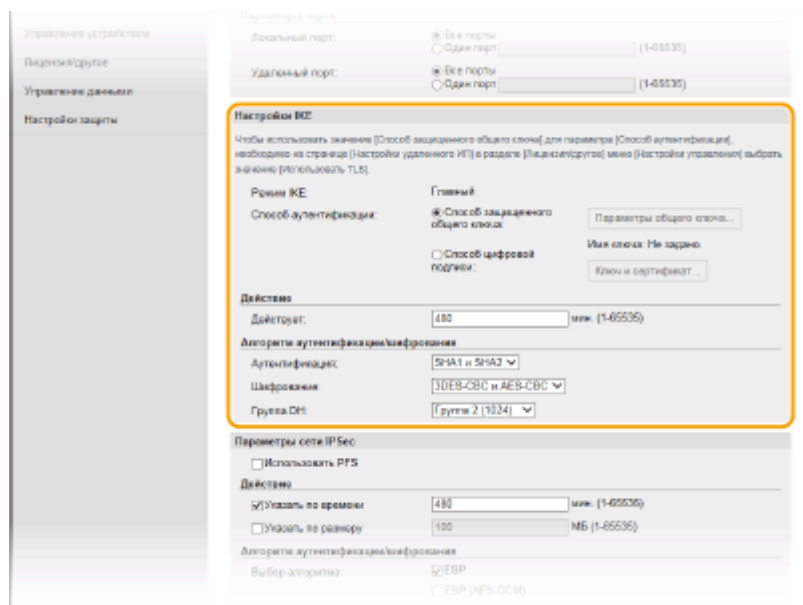 Параметры порта
Управление устройством
Локальный порт:
Все порты
Один порт
(1-65535)
Лицензия/другое
Удаленный порт:
Все порты
Один порт
(1-65535)
Управление данными
Настройки защиты
Настройки IKE
Чтобы использовать значение [Способ защищенного общего ключа] для параметра [Способ аутентификации],
необходимо на странице [Настройки удаленного ИП] в разделе [Лицензия/другое] меню [Настройки управления] выбрать
значение [Использовать TLS].
Режим IKE: Главный
Способ аутентификации:
Способ защищенного
общего ключа:
Параметры общего ключа...
Имя ключа: Не задано.
Способ цифровой
подписи:
Ключ и сертификат...
Действие
Действует: 480 мин. (1-65535)
Алгоритм аутентификации/шифрования
Аутентификация: SHA1 и SHA2
Шифрование: 3DES-CBC и AES-CBC
Группа DH: Группа 2 (1024)
Параметры сети IPSec
Использовать PFS
Действие
Указать по времени 480 мин. (1-65535)
Указать по размеру 100 МБ (1-65535)
Алгоритм аутентификации/шифрования
Выбор алгоритма: ESP
ESP (AES-GCM)